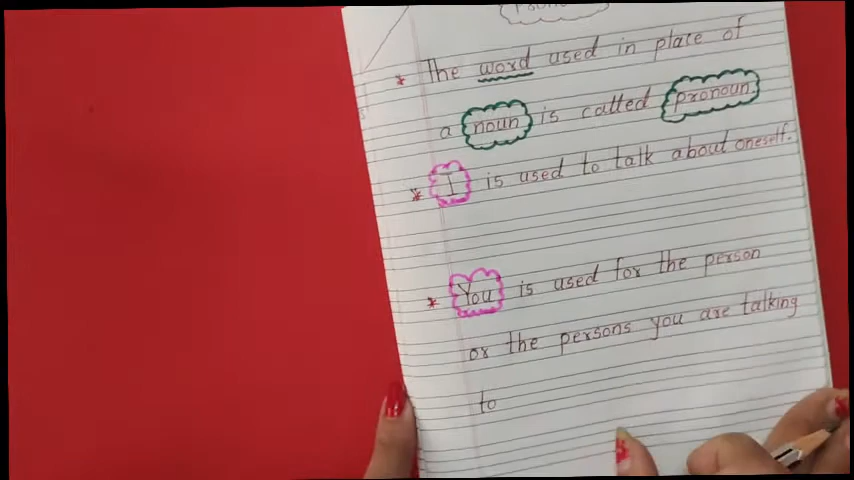 * The word used in place of
a noun is called pronoun.
* I is used to talk about oneself.
* You is used for the person
or the persons you are talking
to